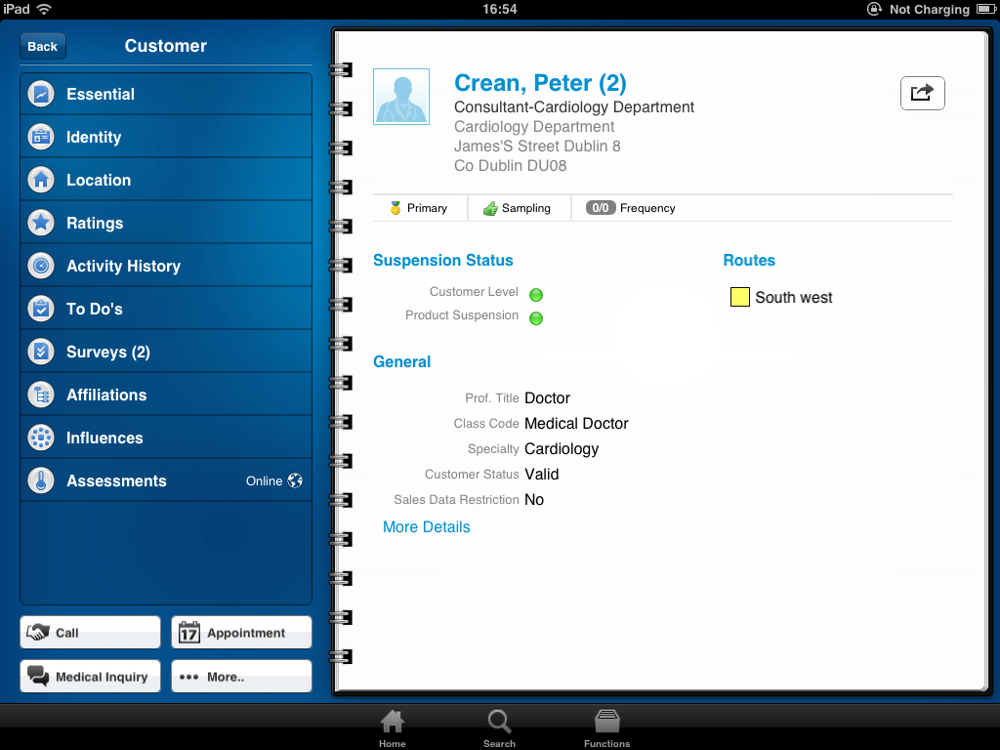 iPad 16:54 Not Charging
Back Customer
Essential
Identity
Location
Ratings
Activity History
To Do's
Surveys (2)
Affiliations
Influences
Assessments Online
Call
17 Appointment
Medical Inquiry
More..
Crean, Peter (2)
Consultant-Cardiology Department
Cardiology Department
James'S Street Dublin 8
Co Dublin DU08
Primary Sampling 0/0 Frequency
Suspension Status
Customer Level
Product Suspension
Routes
South west
General
Prof. Title Doctor
Class Code Medical Doctor
Specialty Cardiology
Customer Status Valid
Sales Data Restriction No
More Details
Home Search Functions